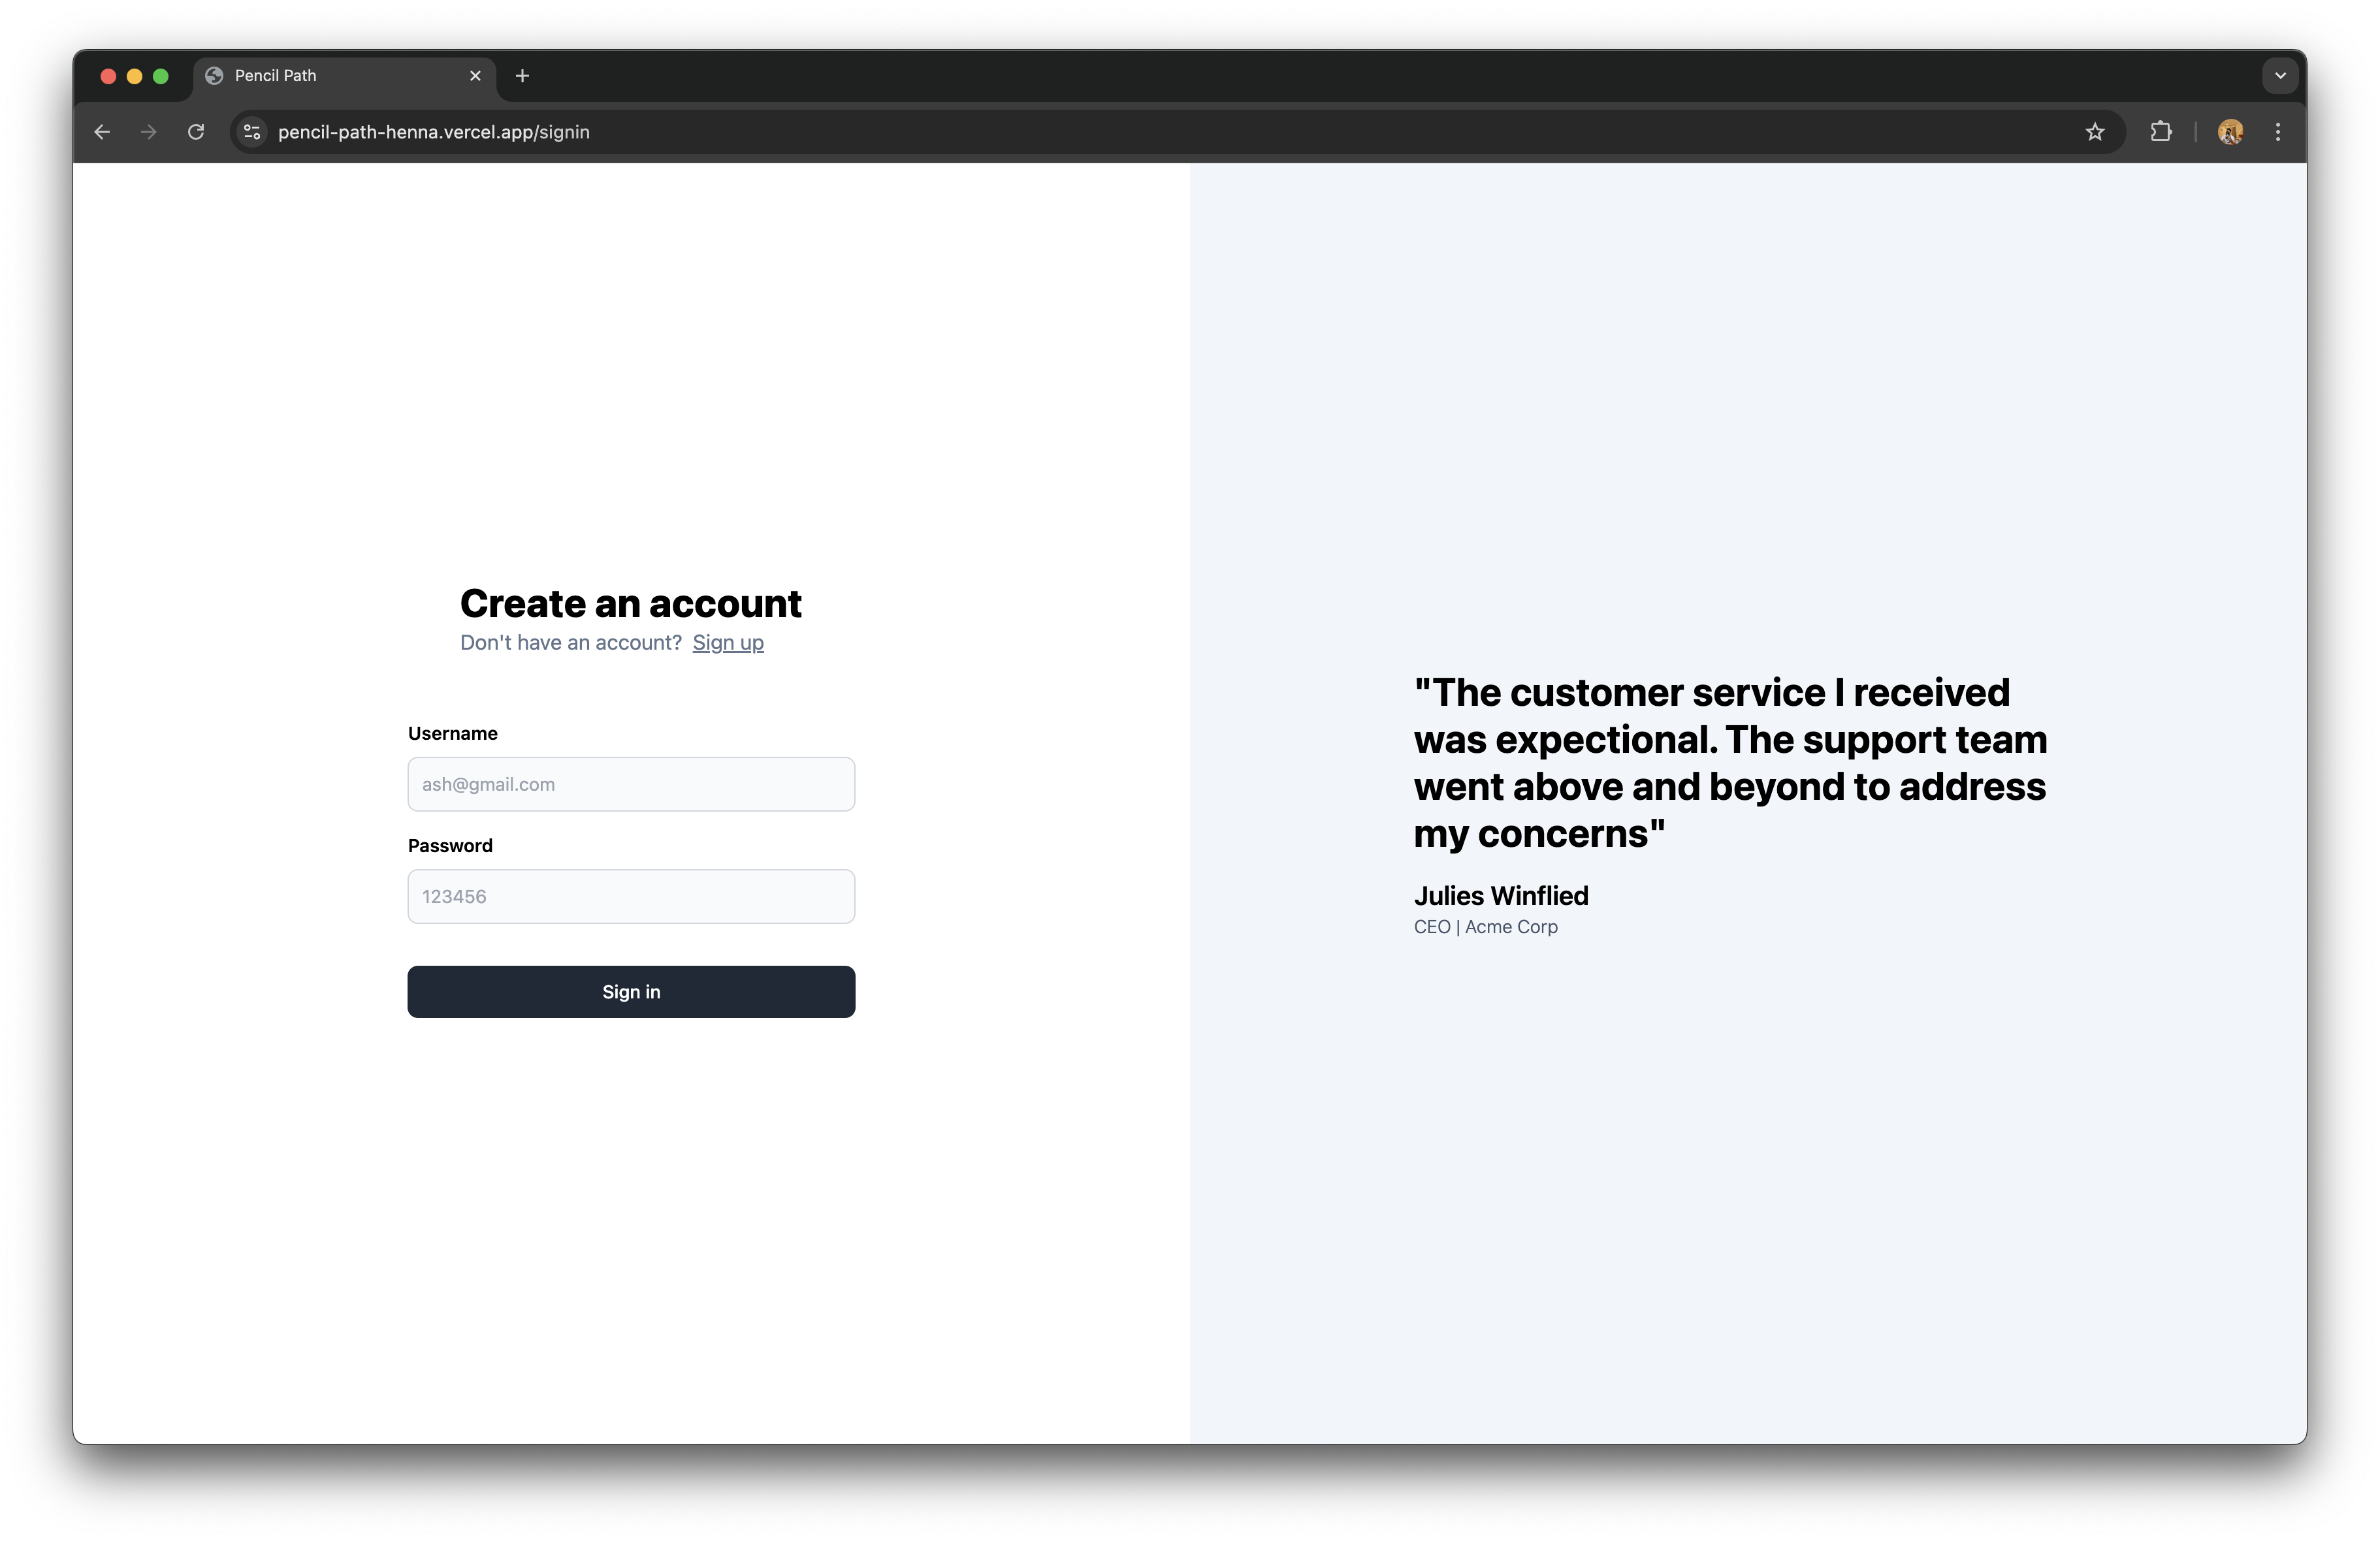 Pencil Path
pencil-path-henna.vercel.app/signin
Create an account
Don't have an account? Sign up
Username
ash@gmail.com
Password
123456
Sign in
"The customer service I received
was expectional. The support team
went above and beyond to address
my concerns"
Julies Winflied
CEO | Acme Corp